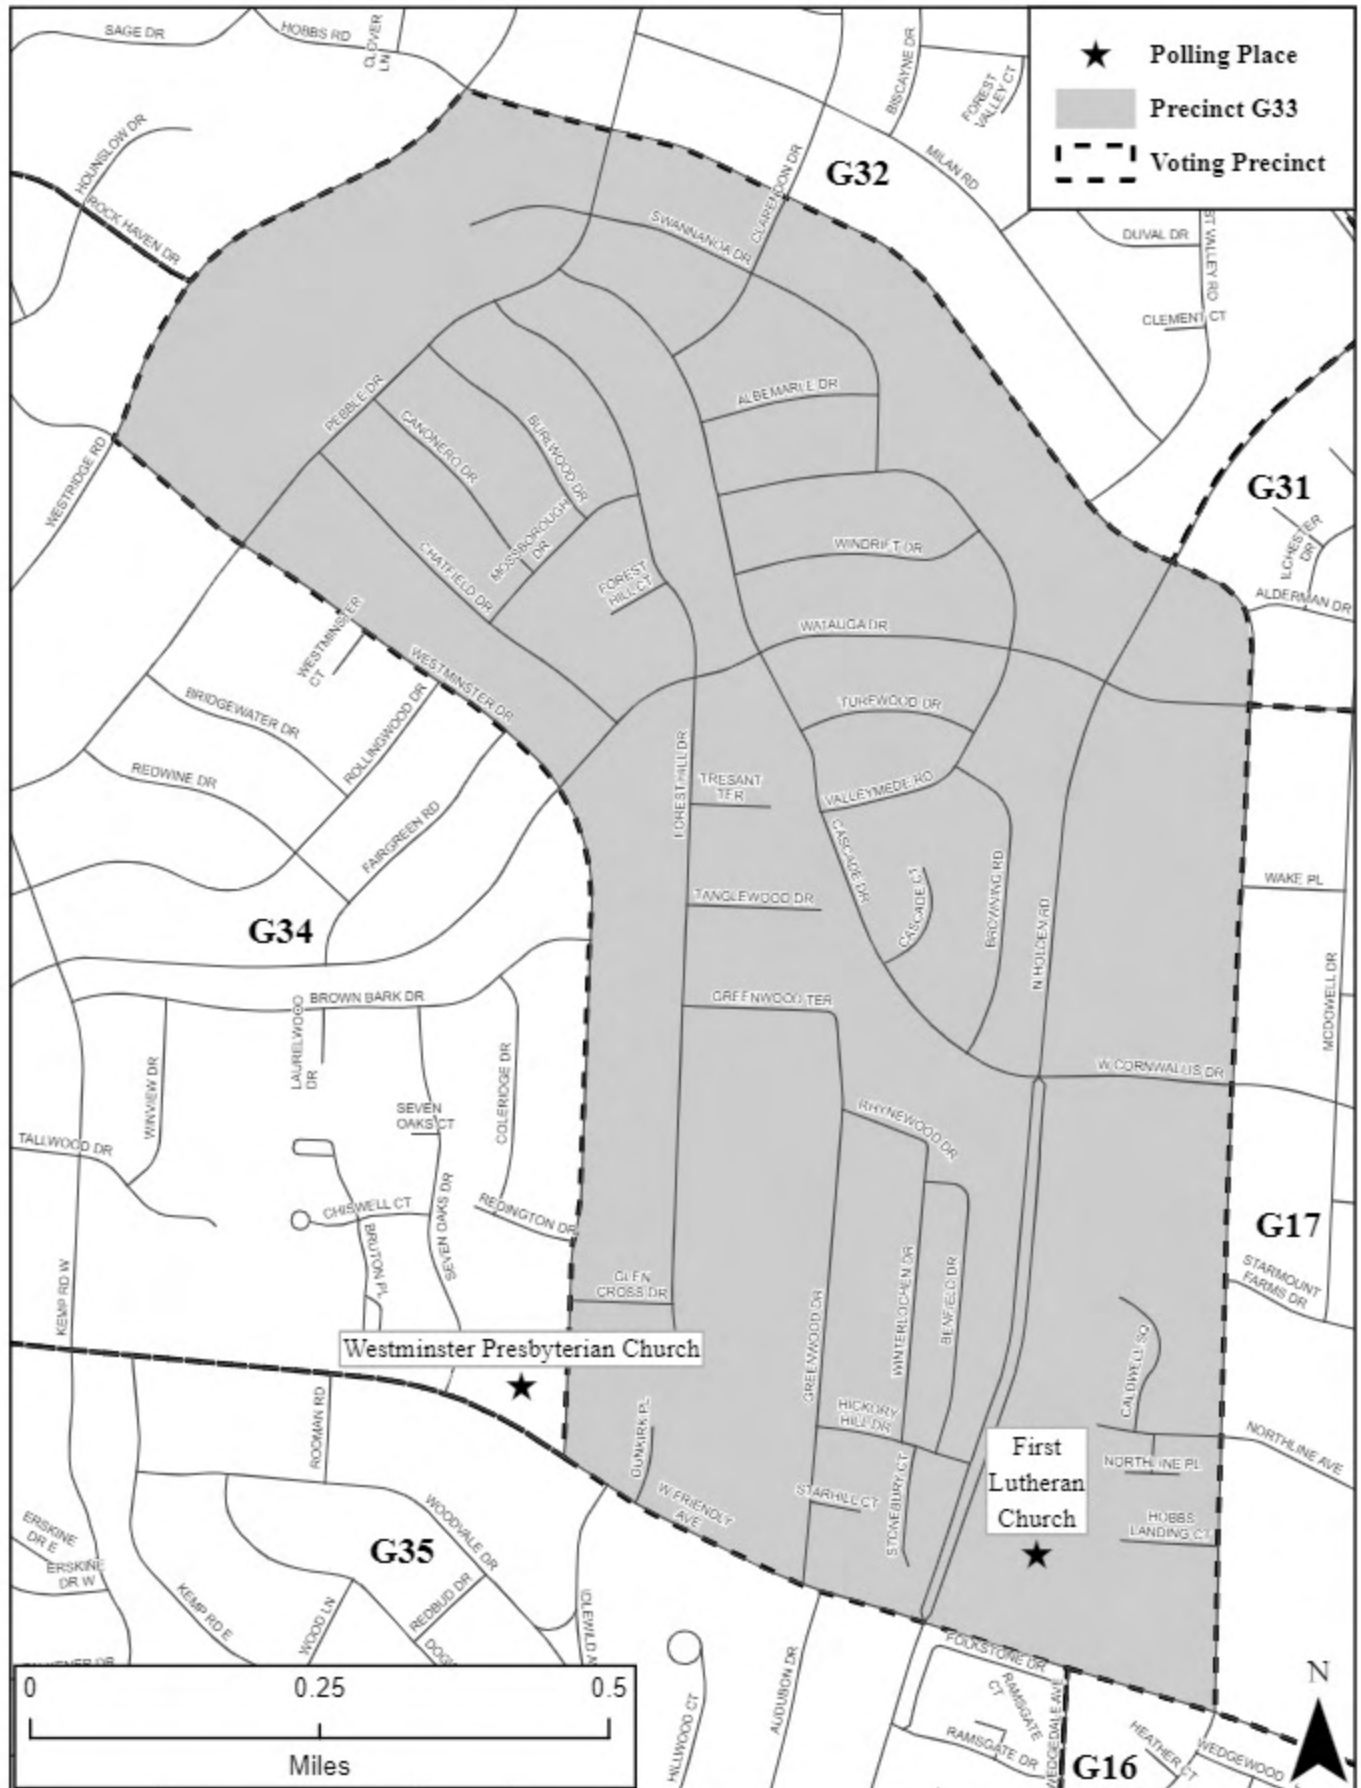 SAGE DR
HOBBS RD
CLOVER
LN
BISCAYNE DR
FOREST
VALLEY CT
★ Polling Place
Precinct G33
Voting Precinct
HOUNSLOW DR
ROCK HAVEN DR
G32
MILAN RD
CLARENDON DR
SWANNANOA DR
DUVAL DR
ST VALLEY RD
CLEMENT CT
PEBBLE DR
ALBEMARLE DR
CANONERO DR
BURLWOOD DR
WESTRIDGE RD
G31
ILCHESTER
DR
MOSSBOROUGH
DR
WINDRIFT DR
CHATFIELD DR
FOREST
HILL CT
ALDERMAN DR
WESTMINSTER
CT
WATAUGA DR
WESTMINSTER DR
BRIDGEWATER DR
ROLLINGWOOD DR
TURFWOOD DR
REDWINE DR
FOREST HILL DR
TRESANT
TER
VALLEYMEDE RD
FAIRGREEN RD
CASCADE DR
CASCADE CT
BROWNING RD
WAKE PL
TANGLEWOOD DR
N HOLDEN RD
G34
MCDOWELL DR
BROWN BARK DR
GREENWOOD TER
LAURELWOO
DR
WINVIEW DR
COLERIDGE DR
W CORNWALLIS DR
SEVEN
OAKS CT
RHYNEWOOD DR
TALLWOOD DR
CHISWELL CT
SEVEN OAKS DR
REDINGTON DR
BRUTON PL
G17
KEMP RD W
GLEN
CROSS DR
WINTERLOCHEN DR
BENFIELD DR
GREENWOOD DR
STARMOUNT
FARMS DR
Westminster Presbyterian Church
CALDWELL SQ
RODMAN RD
DUNKIRK PL
HICKORY
HILL DR
First
Lutheran
Church
NORTHLINE AVE
NORTHLINE PL
STARHILL CT
STONEBURY CT
W FRIENDLY
AVE
HOBBS
LANDING CT
WOODVALE DR
ERSKINE
DR E
ERSKINE
DR W
G35
KEMP RD E
WOOD LN
REDBUD DR
IDLEWILD A
FOLKSTONE DR
RAMSGATE
CT
RAMSGATE DR
AUDUBON DR
HILLWOOD CT
HEATHER CT
WEDGEWOOD
G16
N
0 0.25 0.5
Miles